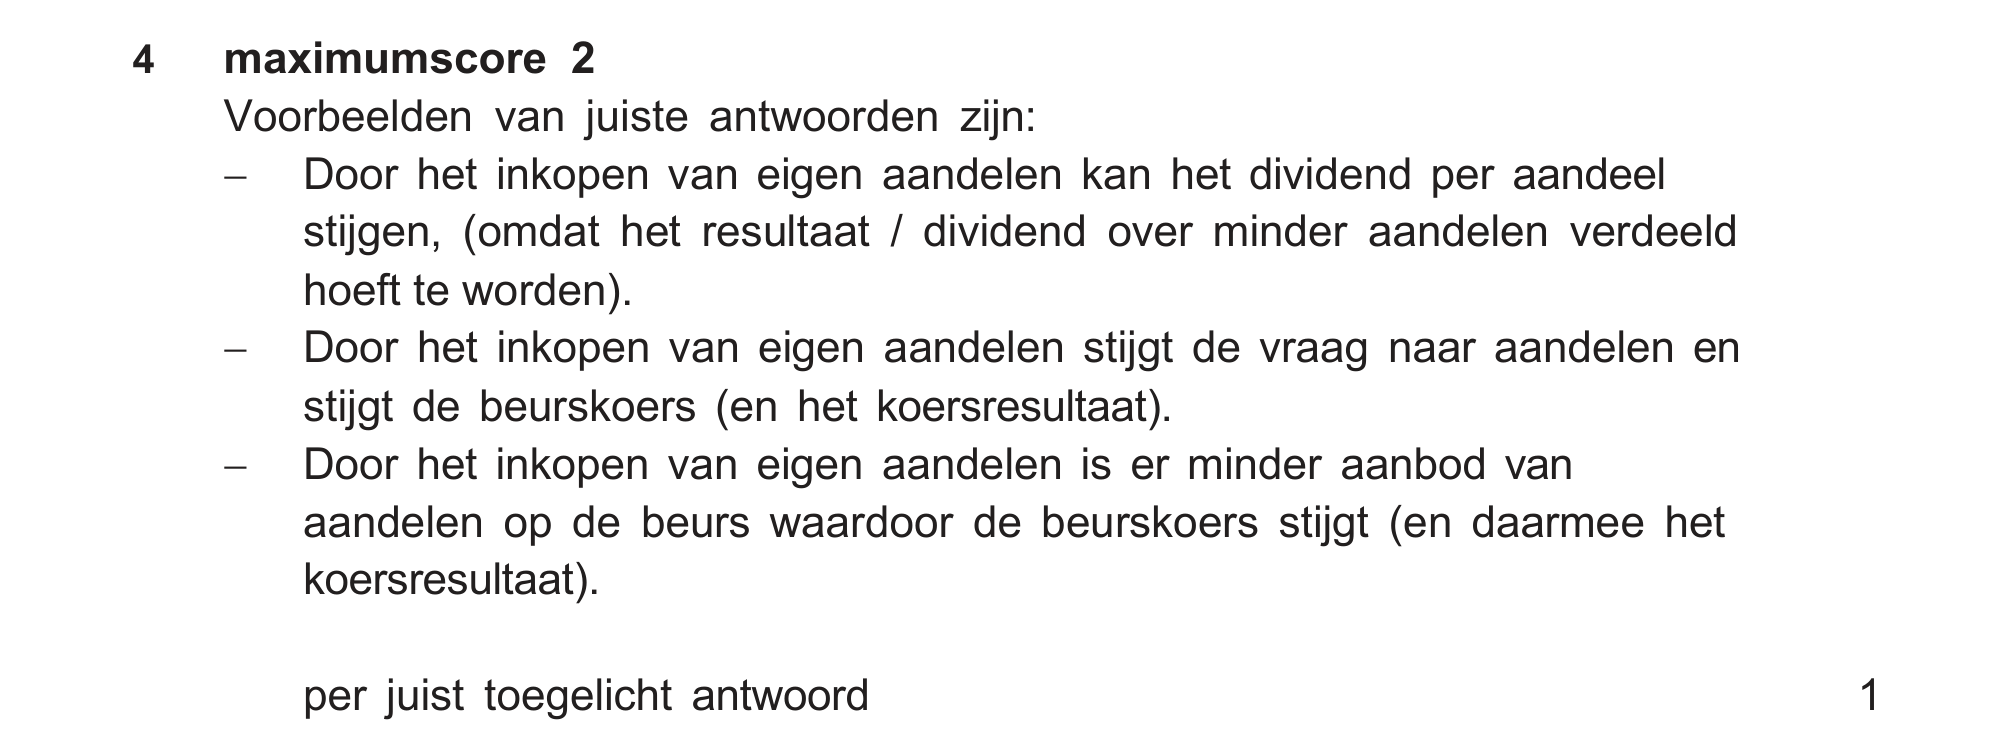 4 maximumscore 2
Voorbeelden van juiste antwoorden zijn:
– Door het inkopen van eigen aandelen kan het dividend per aandeel
stijgen, (omdat het resultaat / dividend over minder aandelen verdeeld
hoeft te worden).
– Door het inkopen van eigen aandelen stijgt de vraag naar aandelen en
stijgt de beurskoers (en het koersresultaat).
– Door het inkopen van eigen aandelen is er minder aanbod van
aandelen op de beurs waardoor de beurskoers stijgt (en daarmee het
koersresultaat).
per juist toegelicht antwoord 1